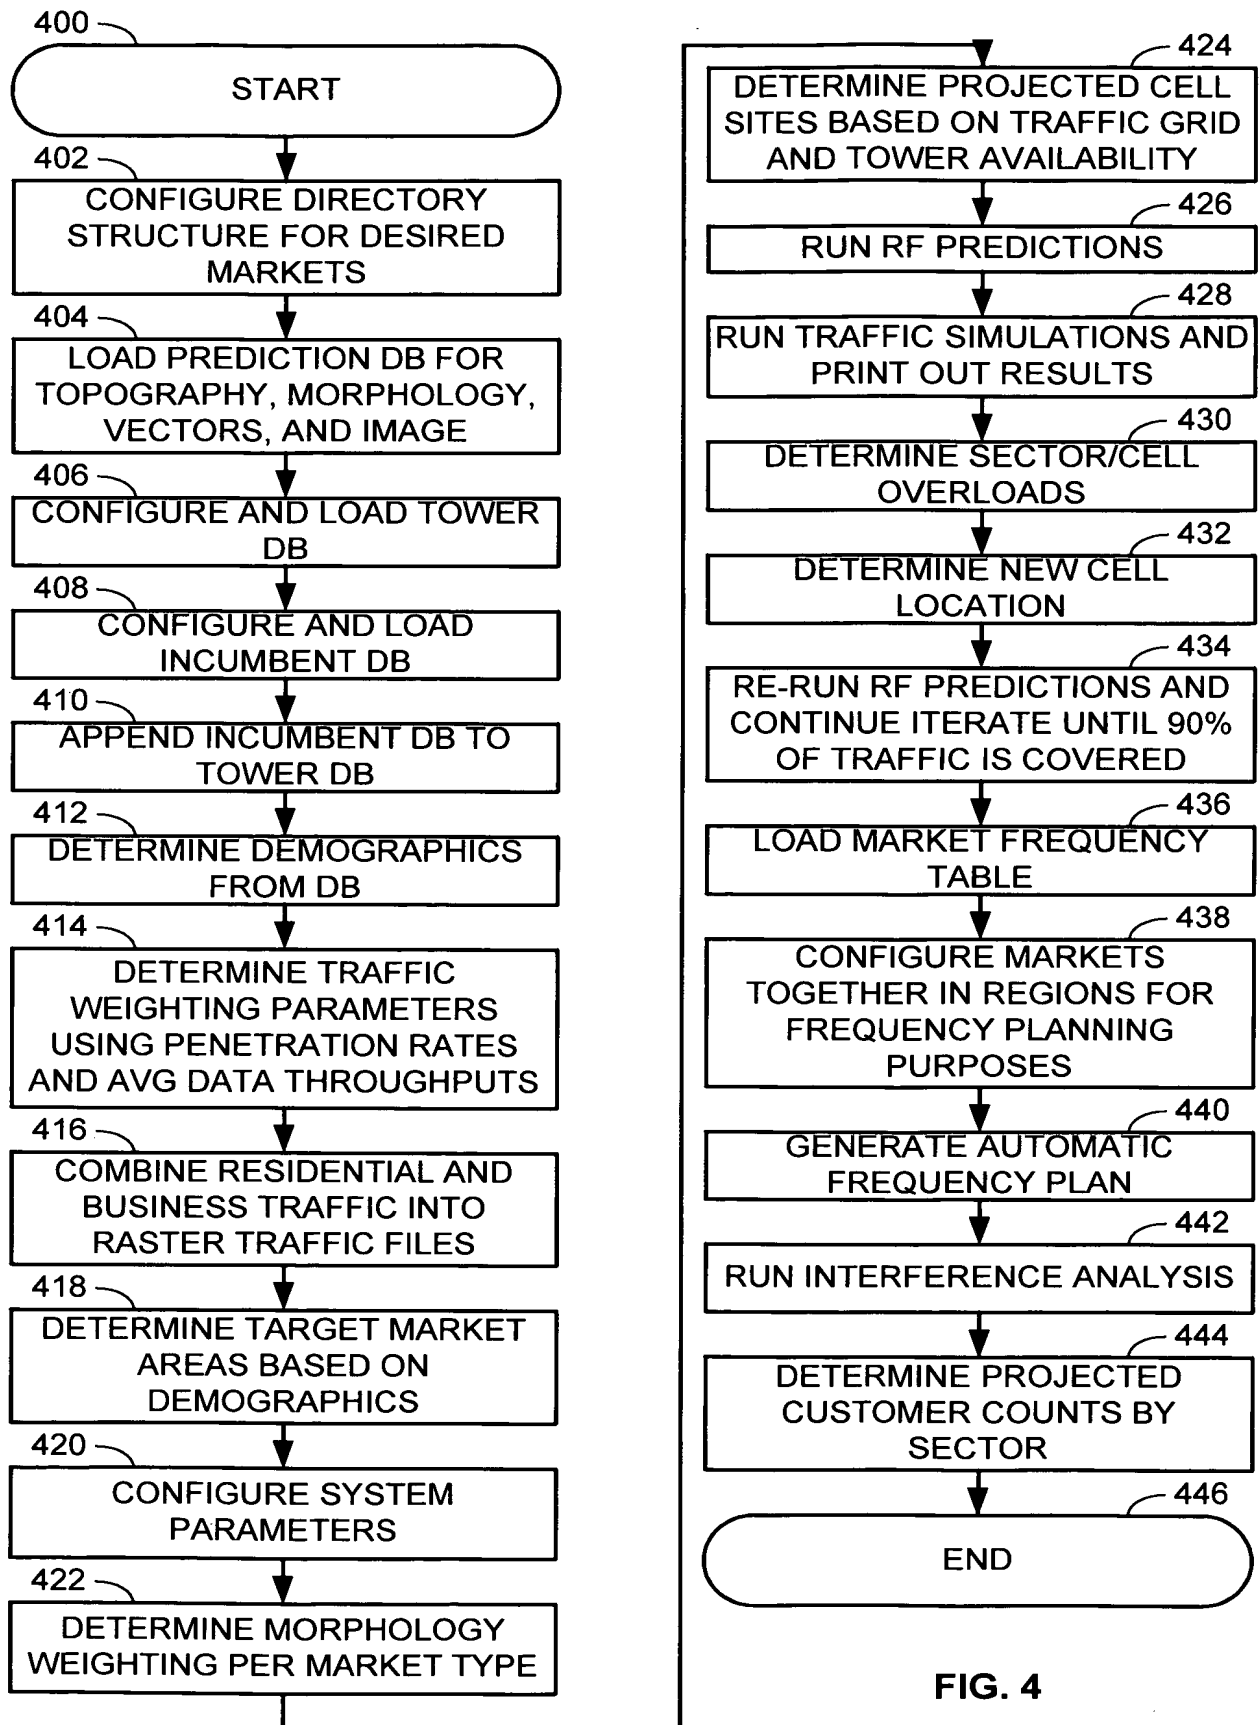 400
START
402
CONFIGURE DIRECTORY
STRUCTURE FOR DESIRED
MARKETS
404
LOAD PREDICTION DB FOR
TOPOGRAPHY, MORPHOLOGY,
VECTORS, AND IMAGE
406
CONFIGURE AND LOAD TOWER
DB
408
CONFIGURE AND LOAD
INCUMBENT DB
410
APPEND INCUMBENT DB TO
TOWER DB
412
DETERMINE DEMOGRAPHICS
FROM DB
414
DETERMINE TRAFFIC
WEIGHTING PARAMETERS
USING PENETRATION RATES
AND AVG DATA THROUGHPUTS
416
COMBINE RESIDENTIAL AND
BUSINESS TRAFFIC INTO
RASTER TRAFFIC FILES
418
DETERMINE TARGET MARKET
AREAS BASED ON
DEMOGRAPHICS
420
CONFIGURE SYSTEM
PARAMETERS
422
DETERMINE MORPHOLOGY
WEIGHTING PER MARKET TYPE
424
DETERMINE PROJECTED CELL
SITES BASED ON TRAFFIC GRID
AND TOWER AVAILABILITY
426
RUN RF PREDICTIONS
428
RUN TRAFFIC SIMULATIONS AND
PRINT OUT RESULTS
430
DETERMINE SECTOR/CELL
OVERLOADS
432
DETERMINE NEW CELL
LOCATION
434
RE-RUN RF PREDICTIONS AND
CONTINUE ITERATE UNTIL 90%
OF TRAFFIC IS COVERED
436
LOAD MARKET FREQUENCY
TABLE
438
CONFIGURE MARKETS
TOGETHER IN REGIONS FOR
FREQUENCY PLANNING
PURPOSES
440
GENERATE AUTOMATIC
FREQUENCY PLAN
442
RUN INTERFERENCE ANALYSIS
444
DETERMINE PROJECTED
CUSTOMER COUNTS BY
SECTOR
446
END
FIG. 4